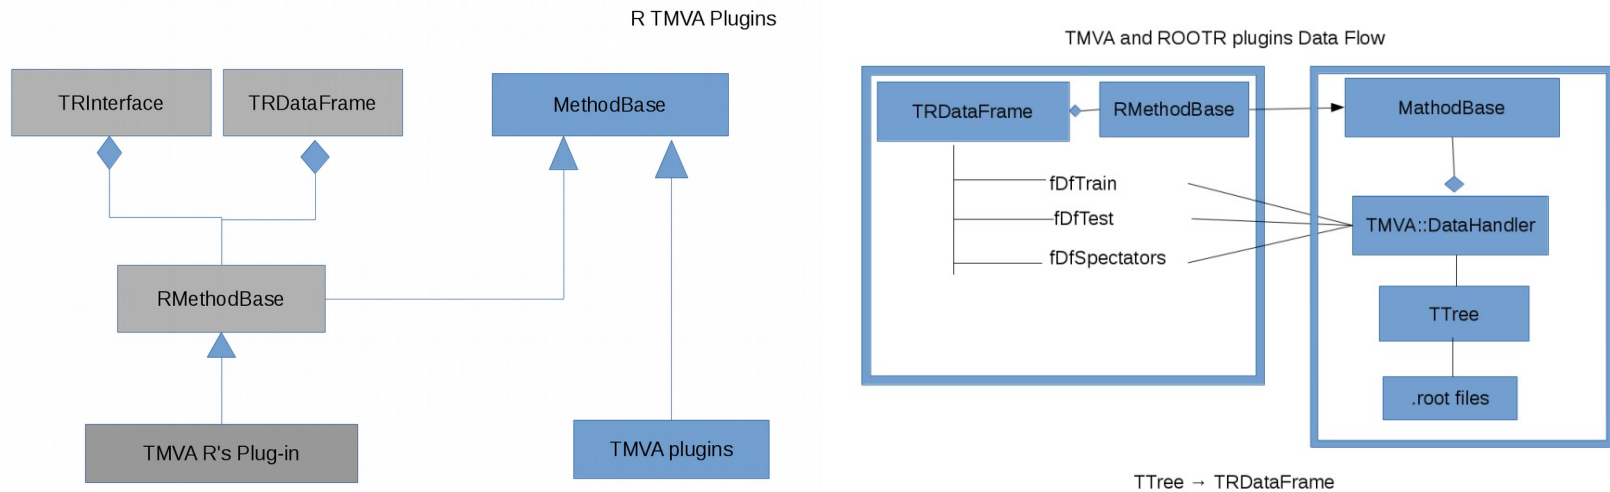 R TMVA Plugins
TRInterface
TRDataFrame
MethodBase
RMethodBase
TMVA R's Plug-in
TMVA plugins
TMVA and ROOTR plugins Data Flow
TRDataFrame
RMethodBase
MathodBase
fDfTrain
fDfTest
fDfSpectators
TMVA::DataHandler
TTree
.root files
TTree → TRDataFrame